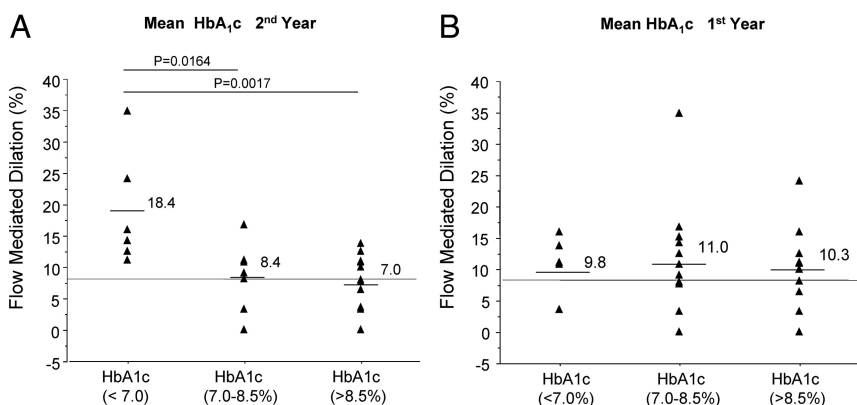 A
Mean HbA₁c 2ⁿᵈ Year
P=0.0164
P=0.0017
Flow Mediated Dilation (%)
40
35
30
25
20
15
10
5
0
-5
18.4
8.4
7.0
HbA1c
(< 7.0)
HbA1c
(7.0-8.5%)
HbA1c
(>8.5%)
B
Mean HbA₁c 1ˢᵗ Year
Flow Mediated Dilation (%)
40
35
30
25
20
15
10
5
0
-5
9.8
11.0
10.3
HbA1c
(<7.0%)
HbA1c
(7.0-8.5%)
HbA1c
(>8.5%)